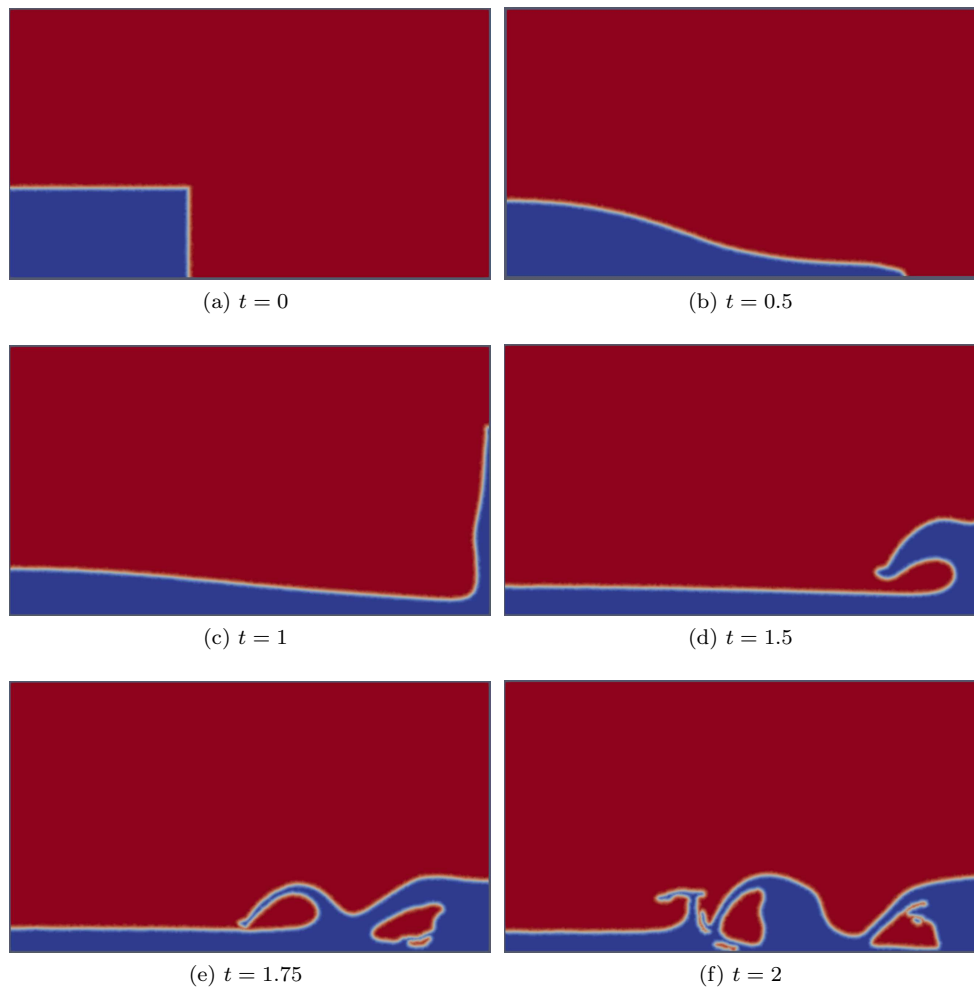 (a) t = 0
(b) t = 0.5
(c) t = 1
(d) t = 1.5
(e) t = 1.75
(f) t = 2